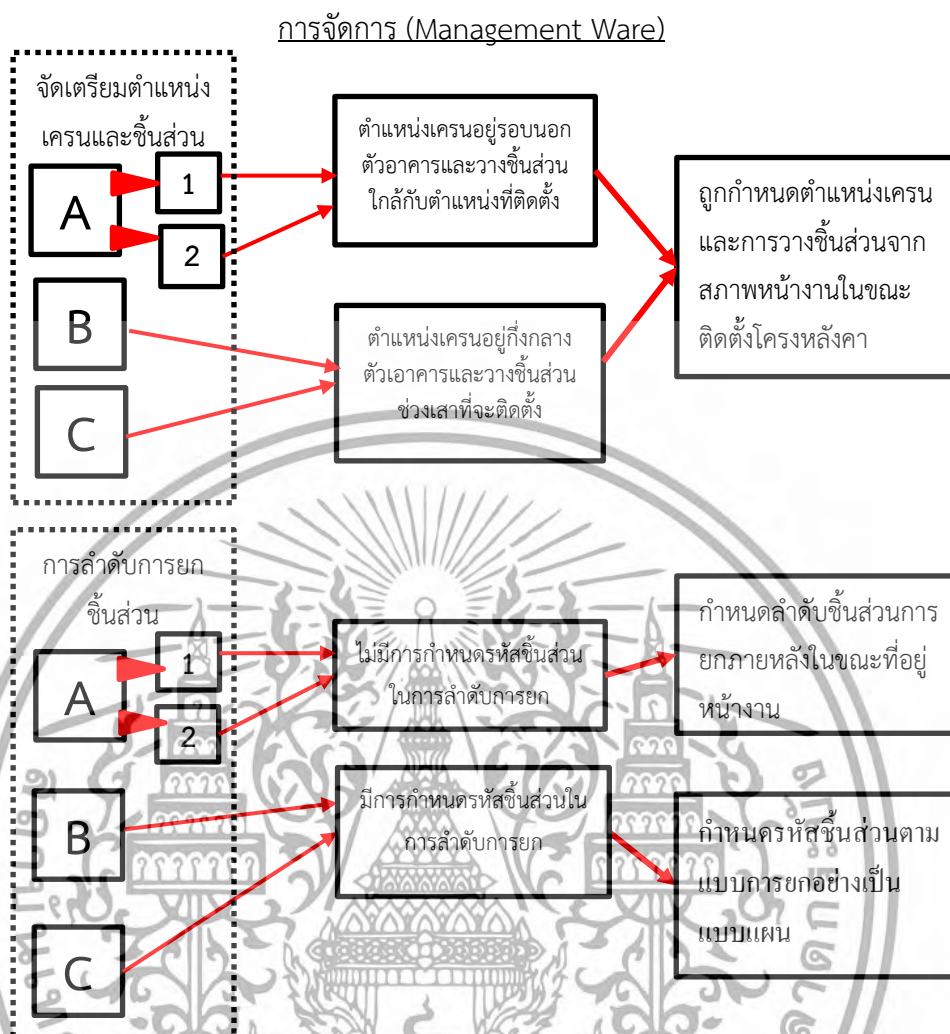 การจัดการ (Management Ware)
จัดเตรียมตำแหน่ง
เครนและชิ้นส่วน
A
1
2
B
C
ตำแหน่งเครนอยู่รอบนอก
ตัวอาคารและวางชิ้นส่วน
ใกล้กับตำแหน่งที่ติดตั้ง
ตำแหน่งเครนอยู่กึ่งกลาง
ตัวเอาคารและวางชิ้นส่วน
ช่วงเสาที่จะติดตั้ง
ถูกกำหนดตำแหน่งเครน
และการวางชิ้นส่วนจาก
สภาพหน้างานในขณะ
ติดตั้งโครงหลังคา
การลำดับการยก
ชิ้นส่วน
A
1
2
B
C
ไม่มีการกำหนดรหัสชิ้นส่วน
ในการลำดับการยก
มีการกำหนดรหัสชิ้นส่วนใน
การลำดับการยก
กำหนดลำดับชิ้นส่วนการ
ยกภายหลังในขณะที่อยู่
หน้างาน
กำหนดรหัสชิ้นส่วนตาม
แบบการยกอย่างเป็น
แบบแผน